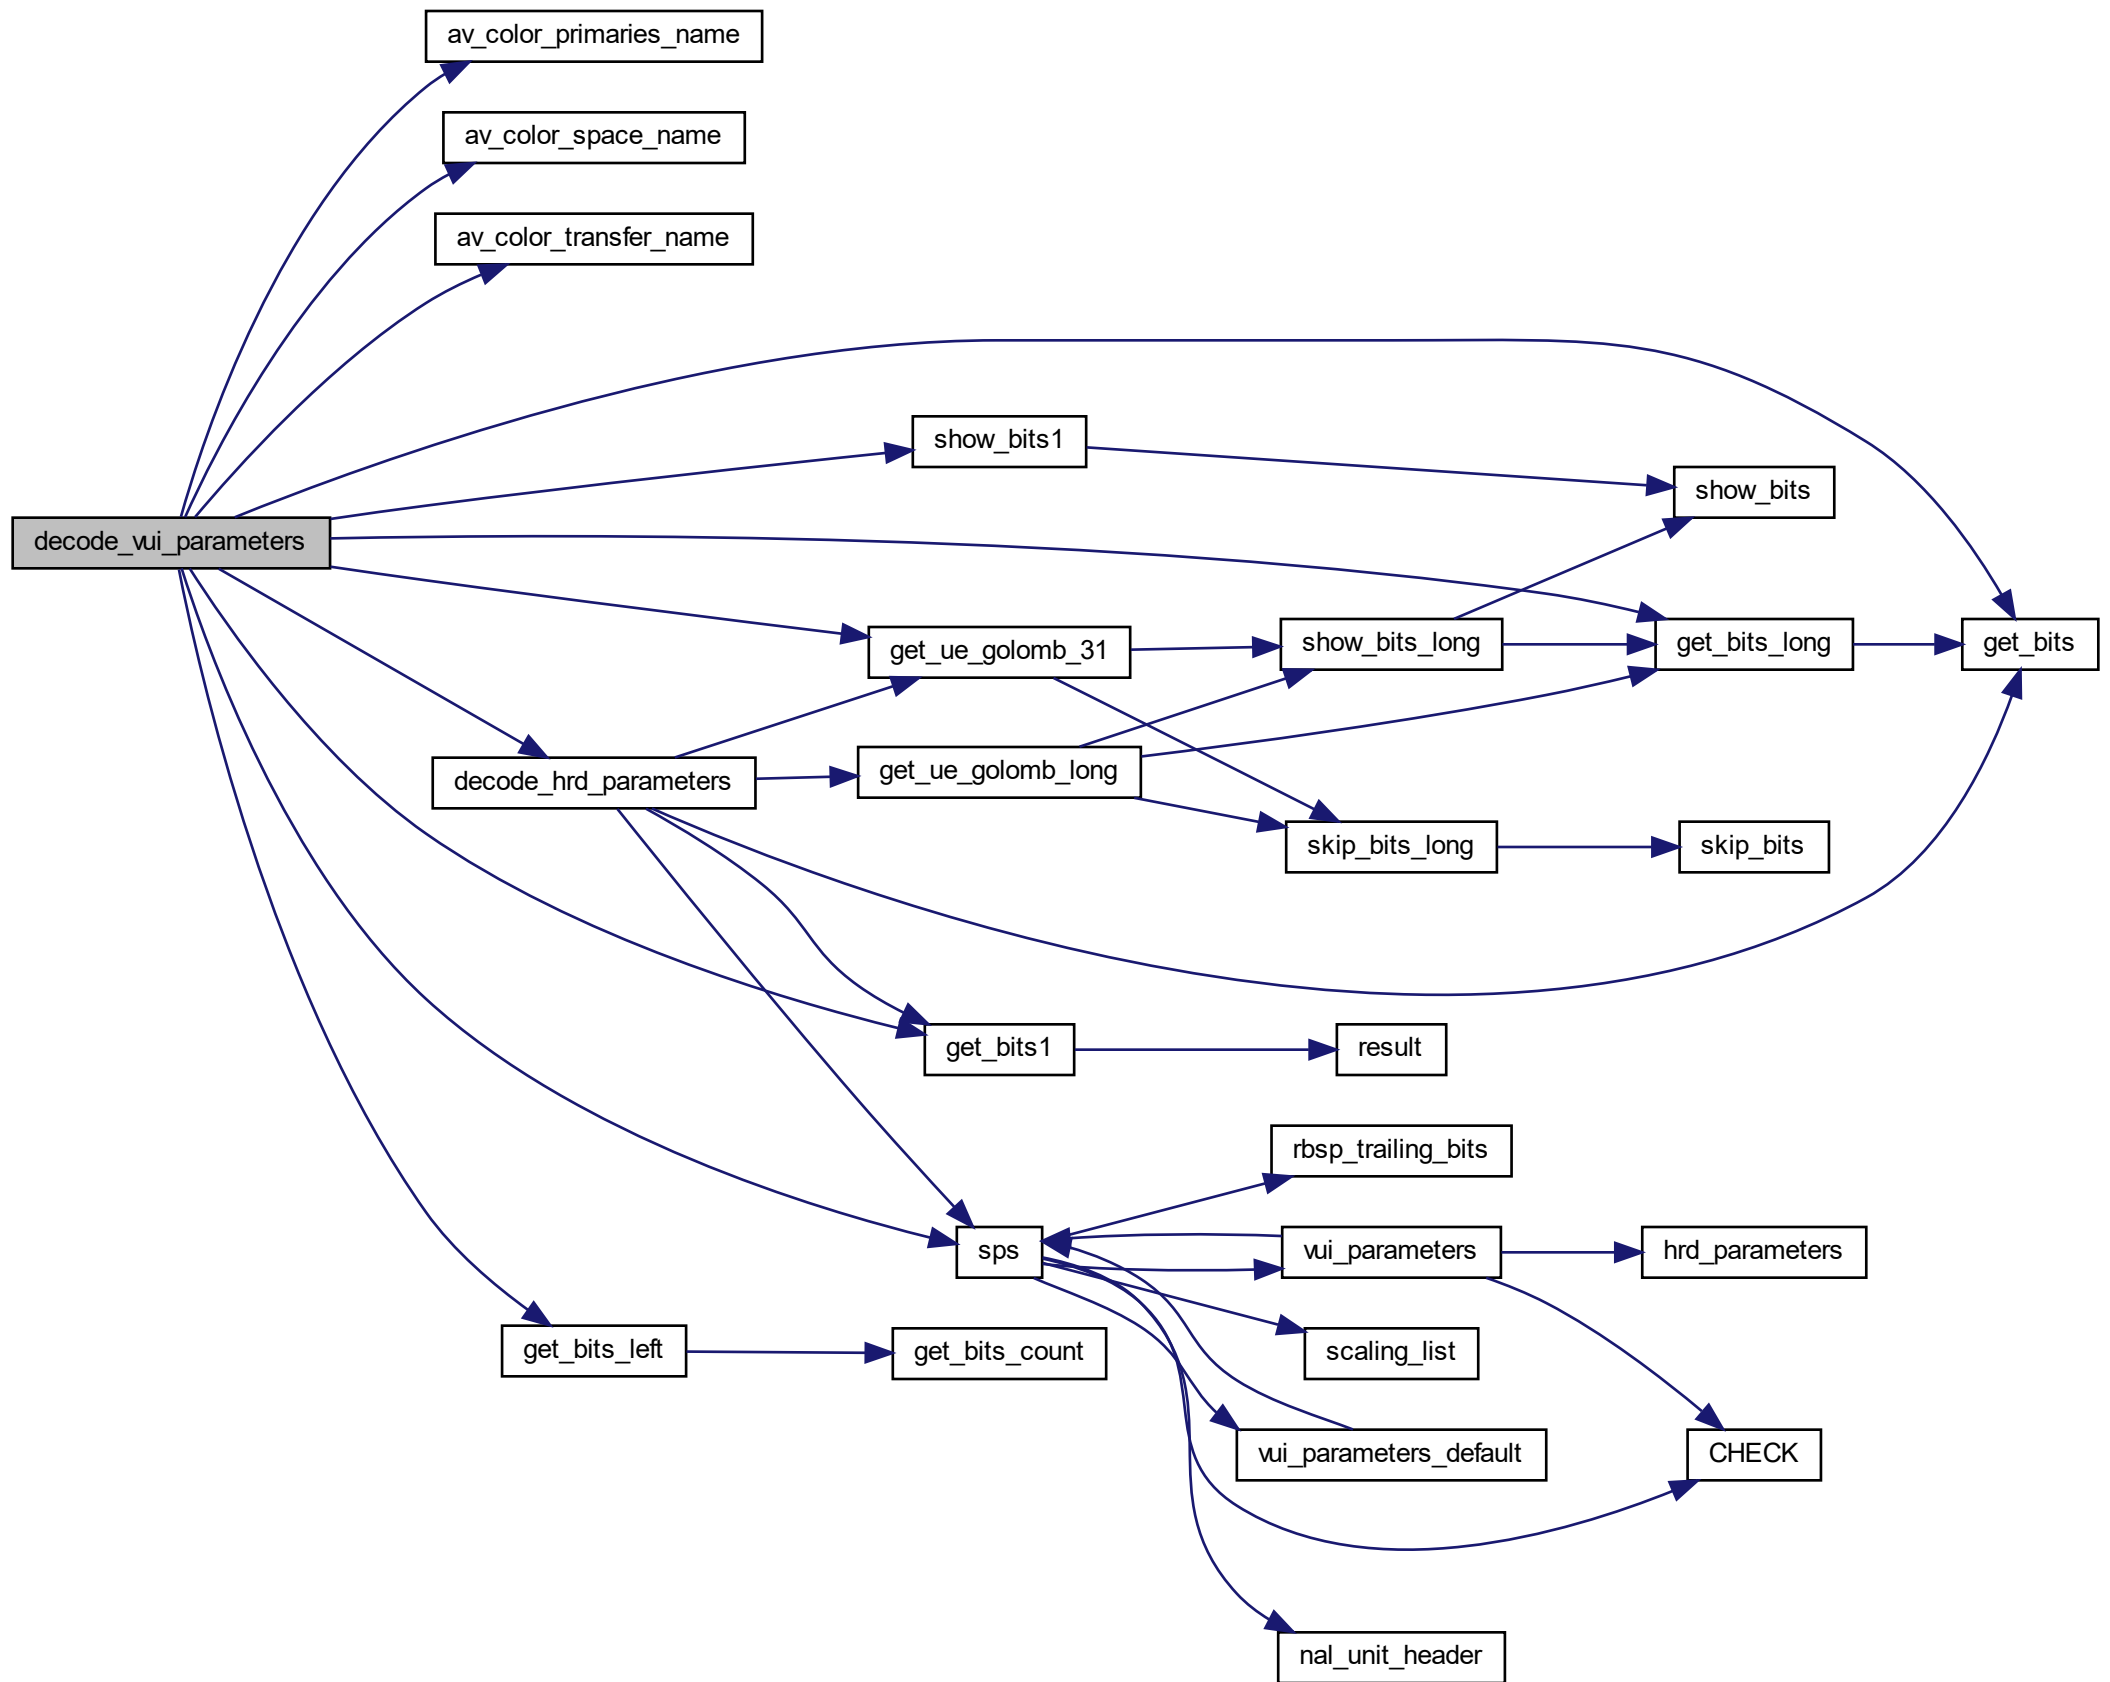 av_color_primaries_name
av_color_space_name
av_color_transfer_name
show_bits1
show_bits
decode_vui_parameters
get_ue_golomb_31
show_bits_long
get_bits_long
get_bits
decode_hrd_parameters
get_ue_golomb_long
skip_bits_long
skip_bits
get_bits1
result
rbsp_trailing_bits
sps
vui_parameters
hrd_parameters
get_bits_left
get_bits_count
scaling_list
vui_parameters_default
CHECK
nal_unit_header